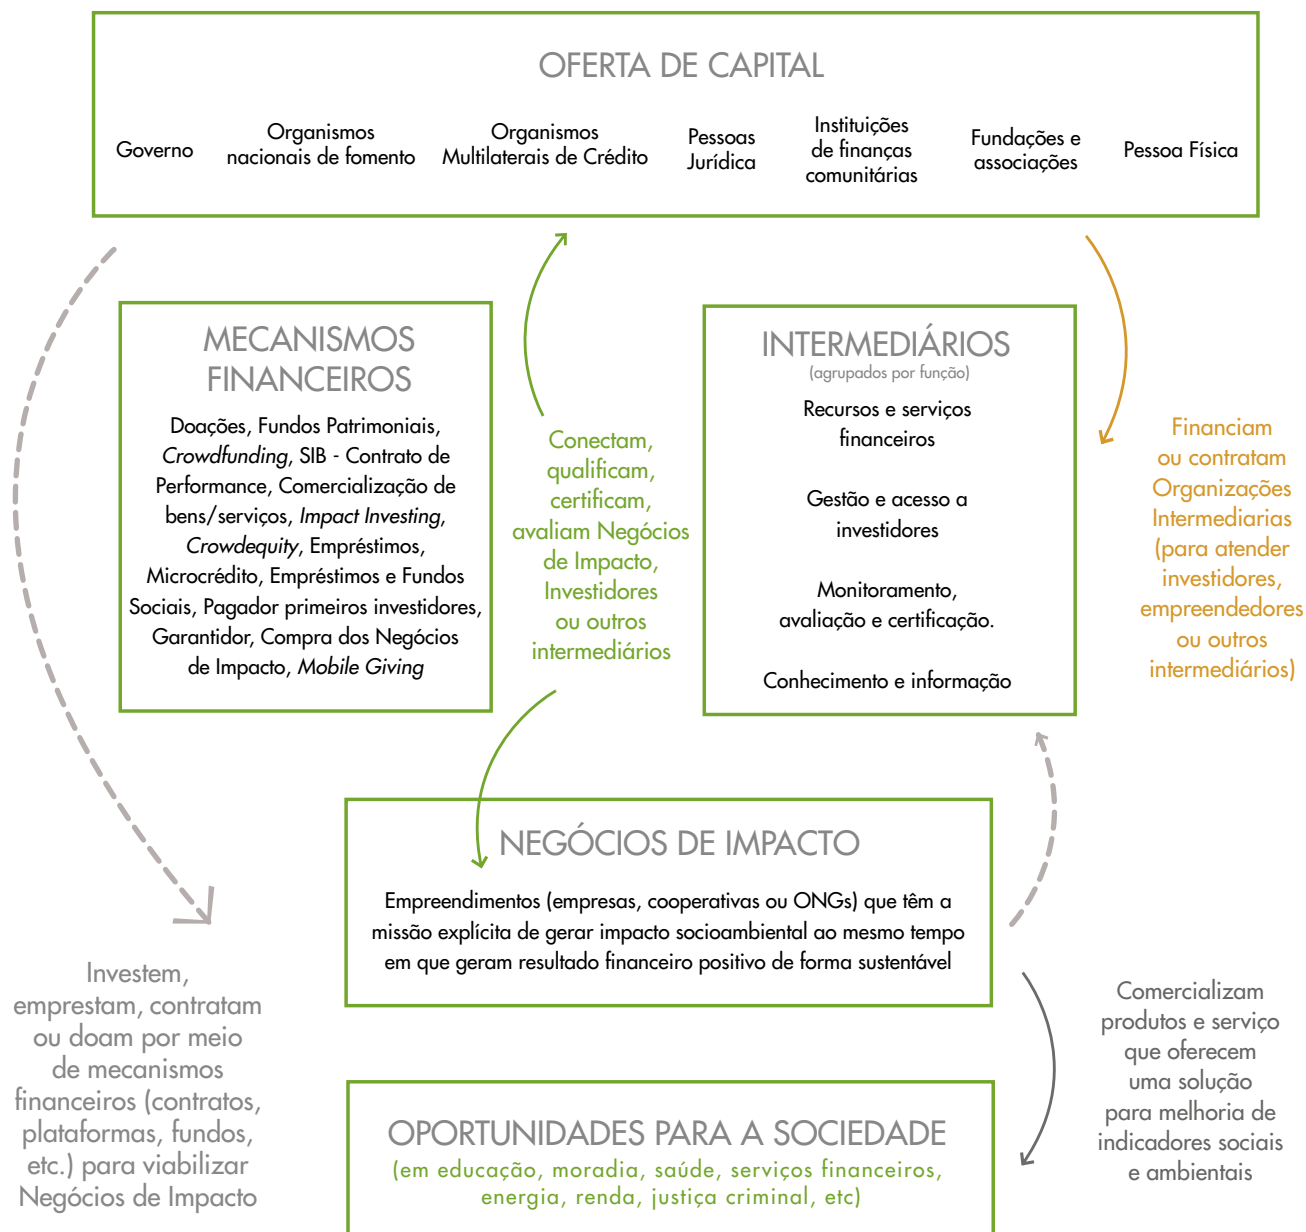 OFERTA DE CAPITAL
Governo
Organismos
nacionais de fomento
Organismos
Multilaterais de Crédito
Pessoas
Jurídica
Instituições
de finanças
comunitárias
Fundações e
associações
Pessoa Física
MECANISMOS
FINANCEIROS
Doações, Fundos Patrimoniais,
Crowdfunding, SIB - Contrato de
Performance, Comercialização de
bens/serviços, Impact Investing,
Crowdequity, Empréstimos,
Microcrédito, Empréstimos e Fundos
Sociais, Pagador primeiros investidores,
Garantidor, Compra dos Negócios
de Impacto, Mobile Giving
Conectam,
qualificam,
certificam,
avaliam Negócios
de Impacto,
Investidores
ou outros
intermediários
INTERMEDIÁRIOS
(agrupados por função)
Recursos e serviços
financeiros
Gestão e acesso a
investidores
Monitoramento,
avaliação e certificação.
Conhecimento e informação
Financiam
ou contratam
Organizações
Intermediarias
(para atender
investidores,
empreendedores
ou outros
intermediários)
NEGÓCIOS DE IMPACTO
Empreendimentos (empresas, cooperativas ou ONGs) que têm a
missão explícita de gerar impacto socioambiental ao mesmo tempo
em que geram resultado financeiro positivo de forma sustentável
Investem,
emprestam, contratam
ou doam por meio
de mecanismos
financeiros (contratos,
plataformas, fundos,
etc.) para viabilizar
Negócios de Impacto
Comercializam
produtos e serviço
que oferecem
uma solução
para melhoria de
indicadores sociais
e ambientais
OPORTUNIDADES PARA A SOCIEDADE
(em educação, moradia, saúde, serviços financeiros,
energia, renda, justiça criminal, etc)